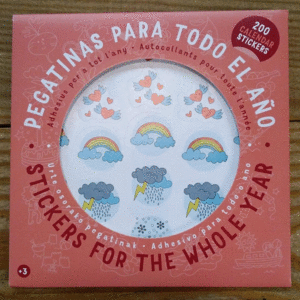 PEGATINAS PARA TODO EL AÑO
Adhesius per a tot l'any • Autocollants pour toute l'année
200
CALENDAR
STICKERS
Urte osorako pegatinak • Adhesivo para todo o ano
STICKERS FOR THE WHOLE YEAR
+3